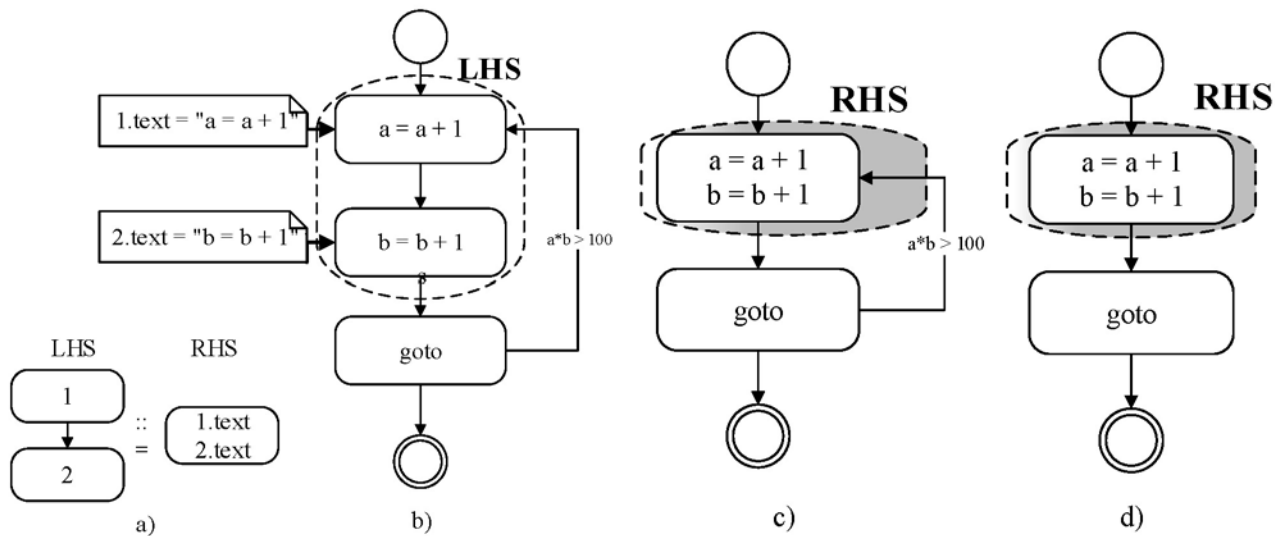 LHS
1.text = "a = a + 1"
a = a + 1
2.text = "b = b + 1"
b = b + 1
8
a*b > 100
goto
LHS RHS
1
2
::
=
1.text
2.text
a)
b)
RHS
a = a + 1
b = b + 1
a*b > 100
goto
c)
RHS
a = a + 1
b = b + 1
goto
d)